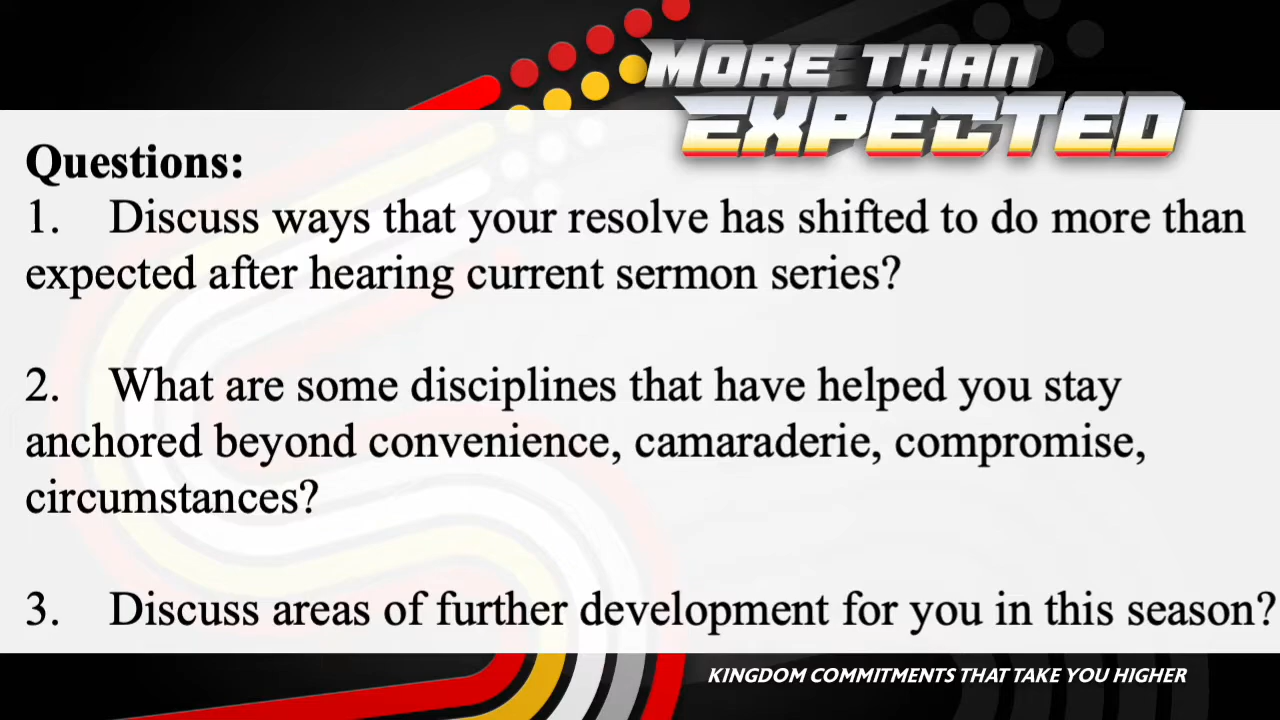 MORE THAN
EXPECTED
Questions:
1. Discuss ways that your resolve has shifted to do more than
expected after hearing current sermon series?
2. What are some disciplines that have helped you stay
anchored beyond convenience, camaraderie, compromise,
circumstances?
3. Discuss areas of further development for you in this season?
KINGDOM COMMITMENTS THAT TAKE YOU HIGHER